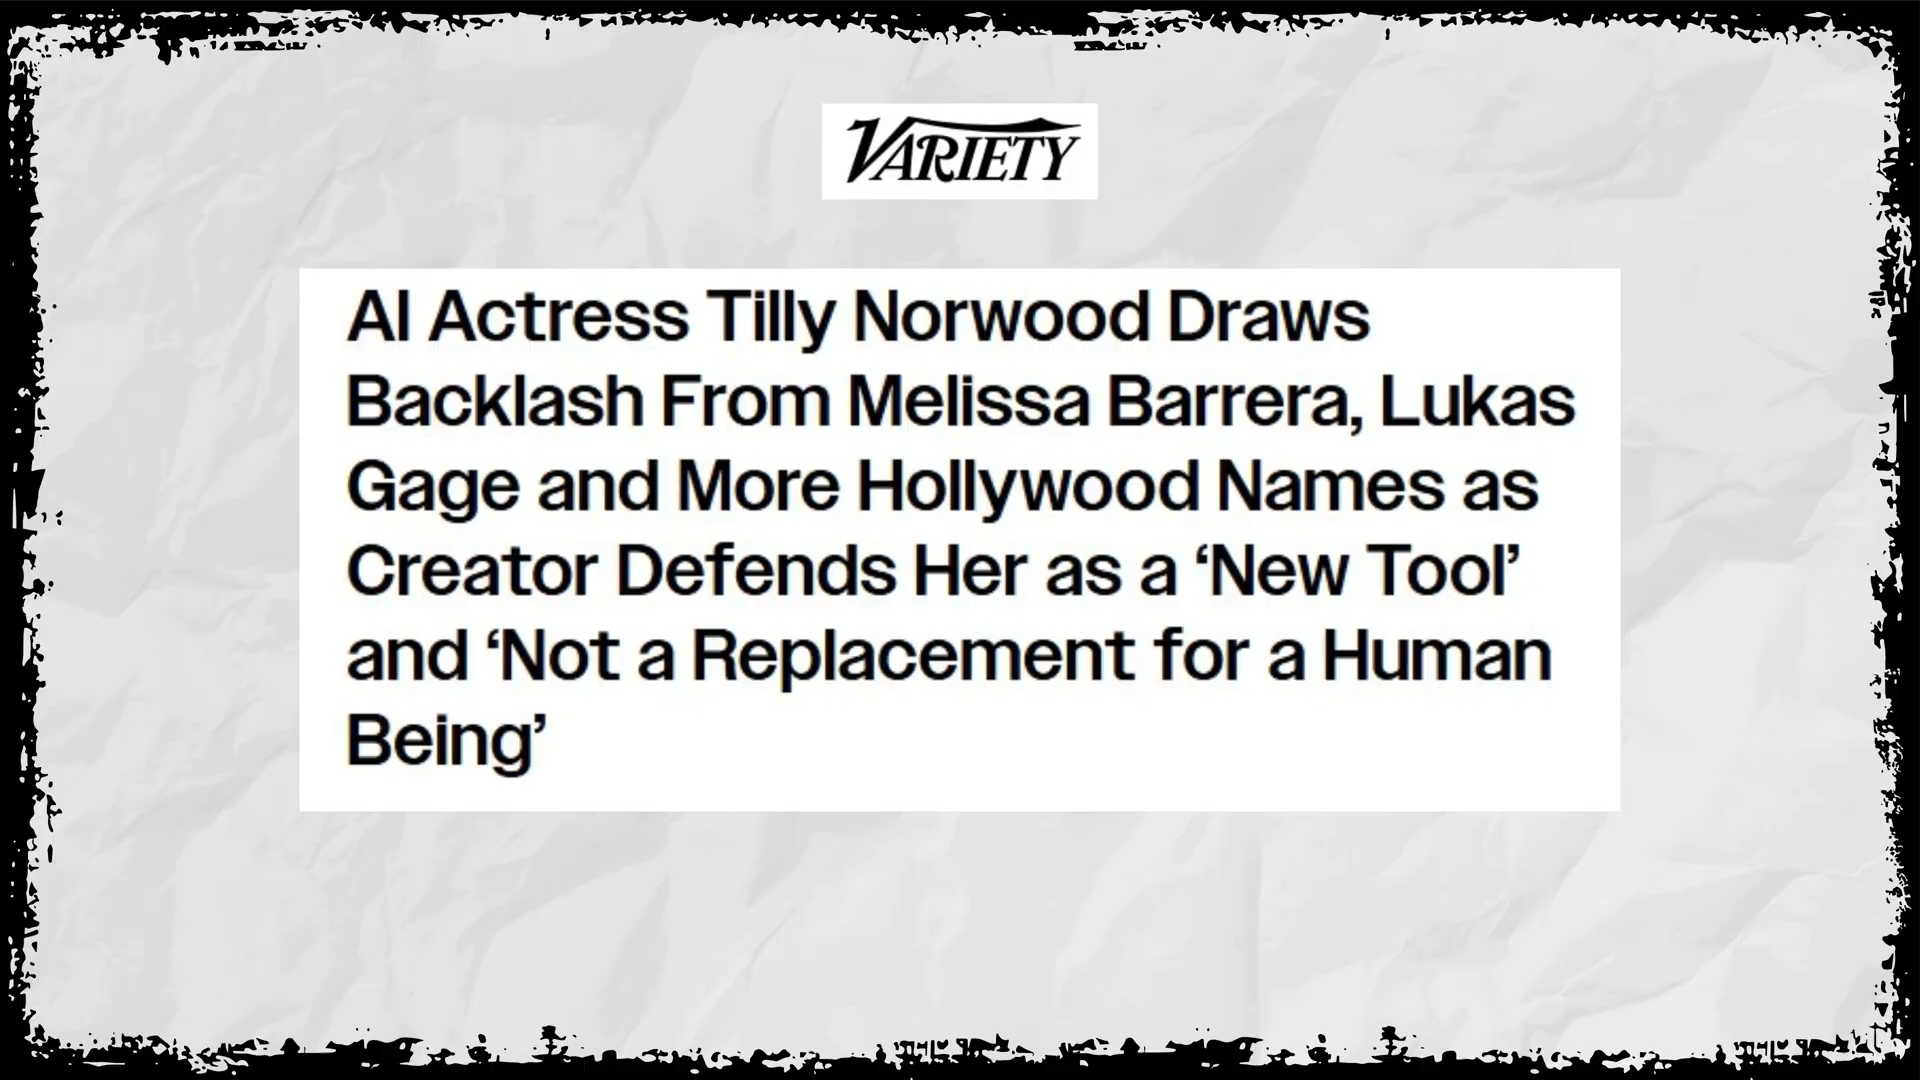 VARIETY
AI Actress Tilly Norwood Draws
Backlash From Melissa Barrera, Lukas
Gage and More Hollywood Names as
Creator Defends Her as a ‘New Tool’
and ‘Not a Replacement for a Human
Being’